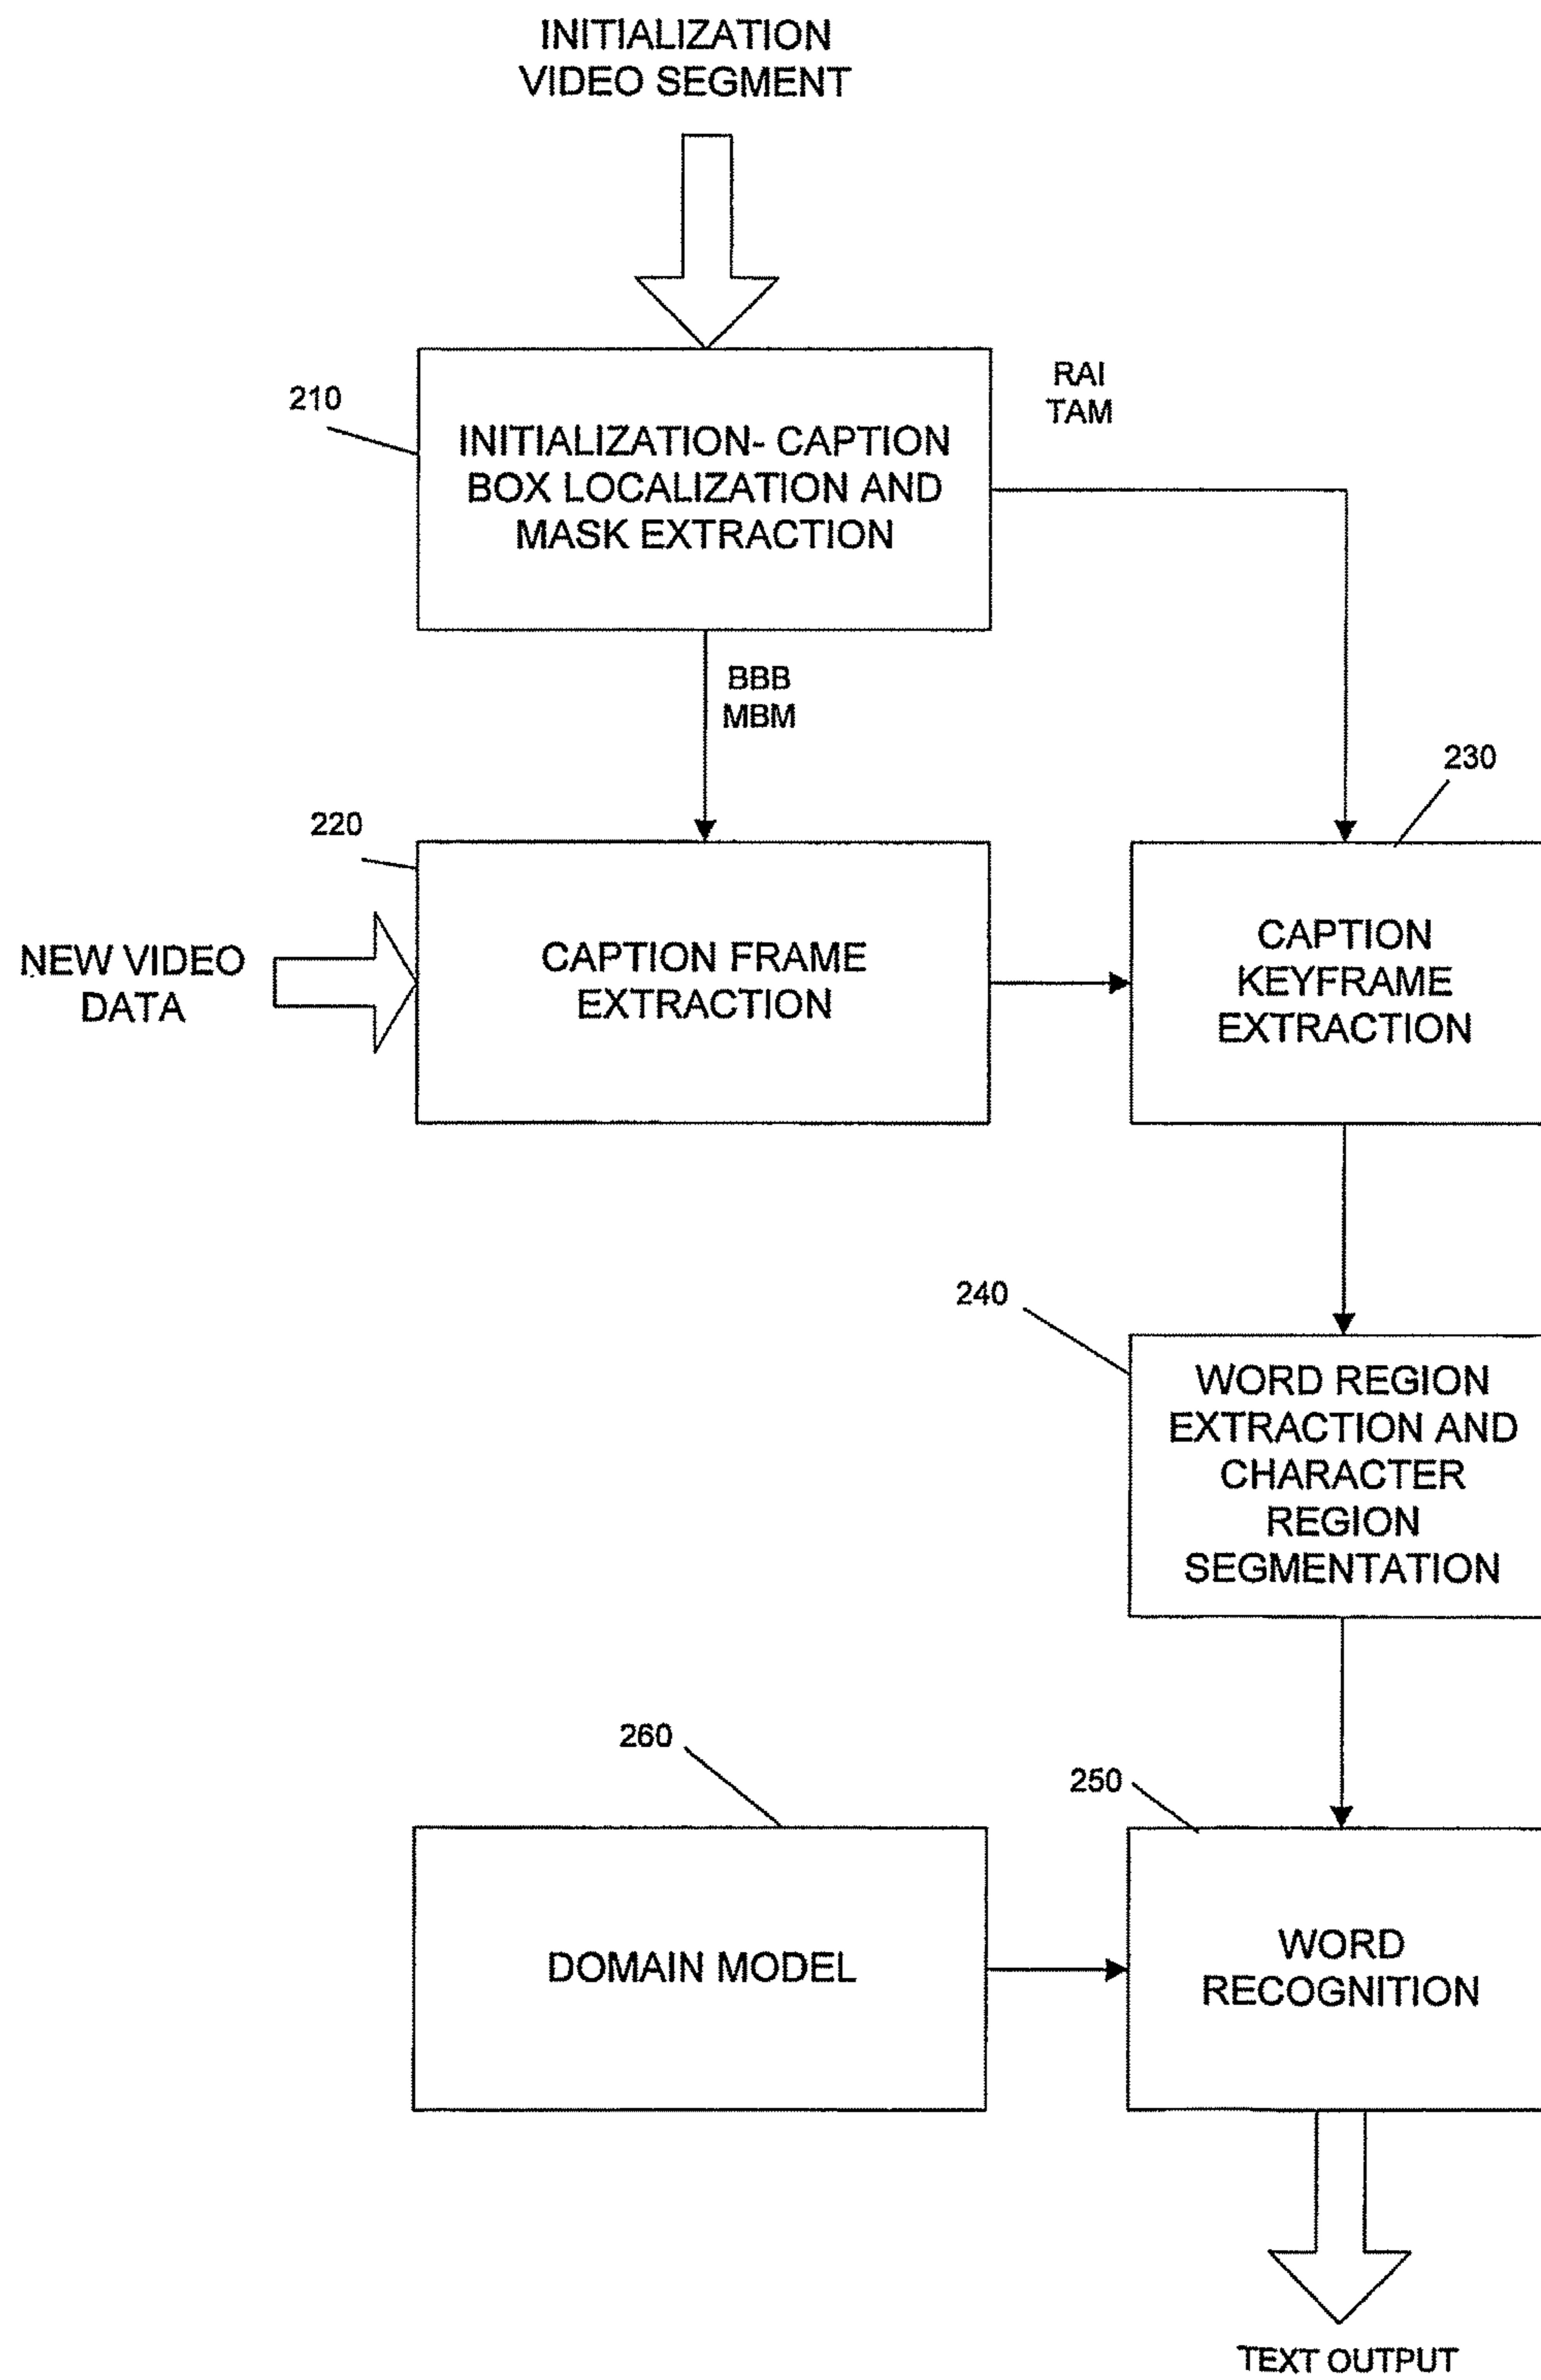 INITIALIZATION
VIDEO SEGMENT
210
INITIALIZATION- CAPTION
BOX LOCALIZATION AND
MASK EXTRACTION
RAI
TAM
BBB
MBM
220
230
NEW VIDEO
DATA
CAPTION FRAME
EXTRACTION
CAPTION
KEYFRAME
EXTRACTION
240
WORD REGION
EXTRACTION AND
CHARACTER
REGION
SEGMENTATION
260
250
DOMAIN MODEL
WORD
RECOGNITION
TEXT OUTPUT